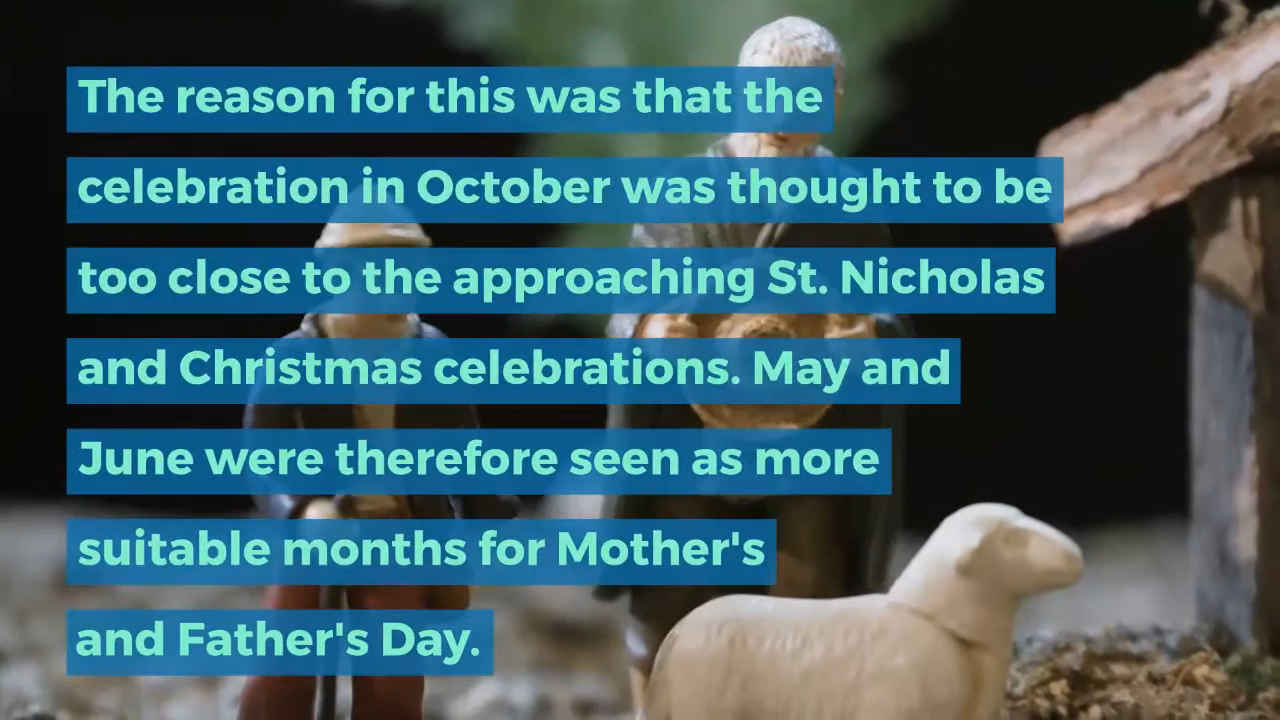 The reason for this was that the
celebration in October was thought to be
too close to the approaching St. Nicholas
and Christmas celebrations. May and
June were therefore seen as more
suitable months for Mother's
and Father's Day.